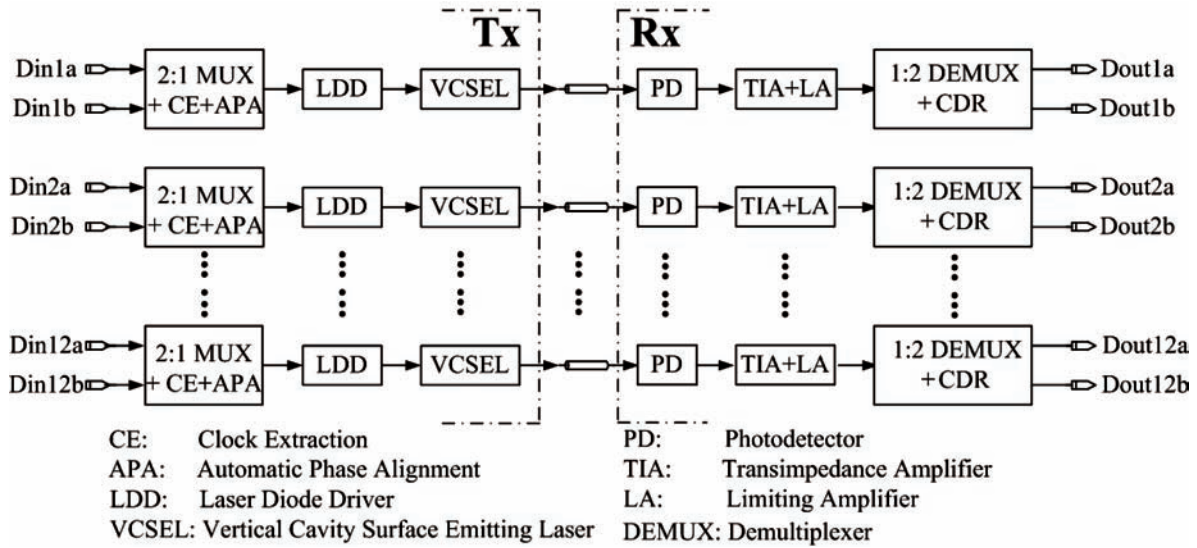 Tx
Rx
Din1a
Din1b
2:1 MUX
+ CE+APA
LDD
VCSEL
PD
TIA+LA
1:2 DEMUX
+CDR
Dout1a
Dout1b
Din2a
Din2b
2:1 MUX
+ CE+APA
LDD
VCSEL
PD
TIA+LA
1:2 DEMUX
+CDR
Dout2a
Dout2b
Din12a
Din12b
2:1 MUX
+ CE+APA
LDD
VCSEL
PD
TIA+LA
1:2 DEMUX
+CDR
Dout12a
Dout12b
CE: Clock Extraction
APA: Automatic Phase Alignment
LDD: Laser Diode Driver
VCSEL: Vertical Cavity Surface Emitting Laser
PD: Photodetector
TIA: Transimpedance Amplifier
LA: Limiting Amplifier
DEMUX: Demultiplexer